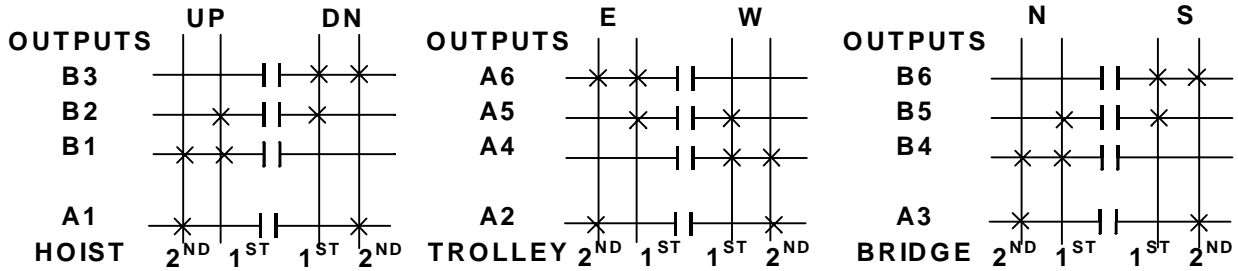 UP DN
OUTPUTS
B3
B2
B1
A1
HOIST 2ND 1ST 1ST 2ND
E W
OUTPUTS
A6
A5
A4
A2
TROLLEY 2ND 1ST 1ST 2ND
N S
OUTPUTS
B6
B5
B4
A3
BRIDGE 2ND 1ST 1ST 2ND